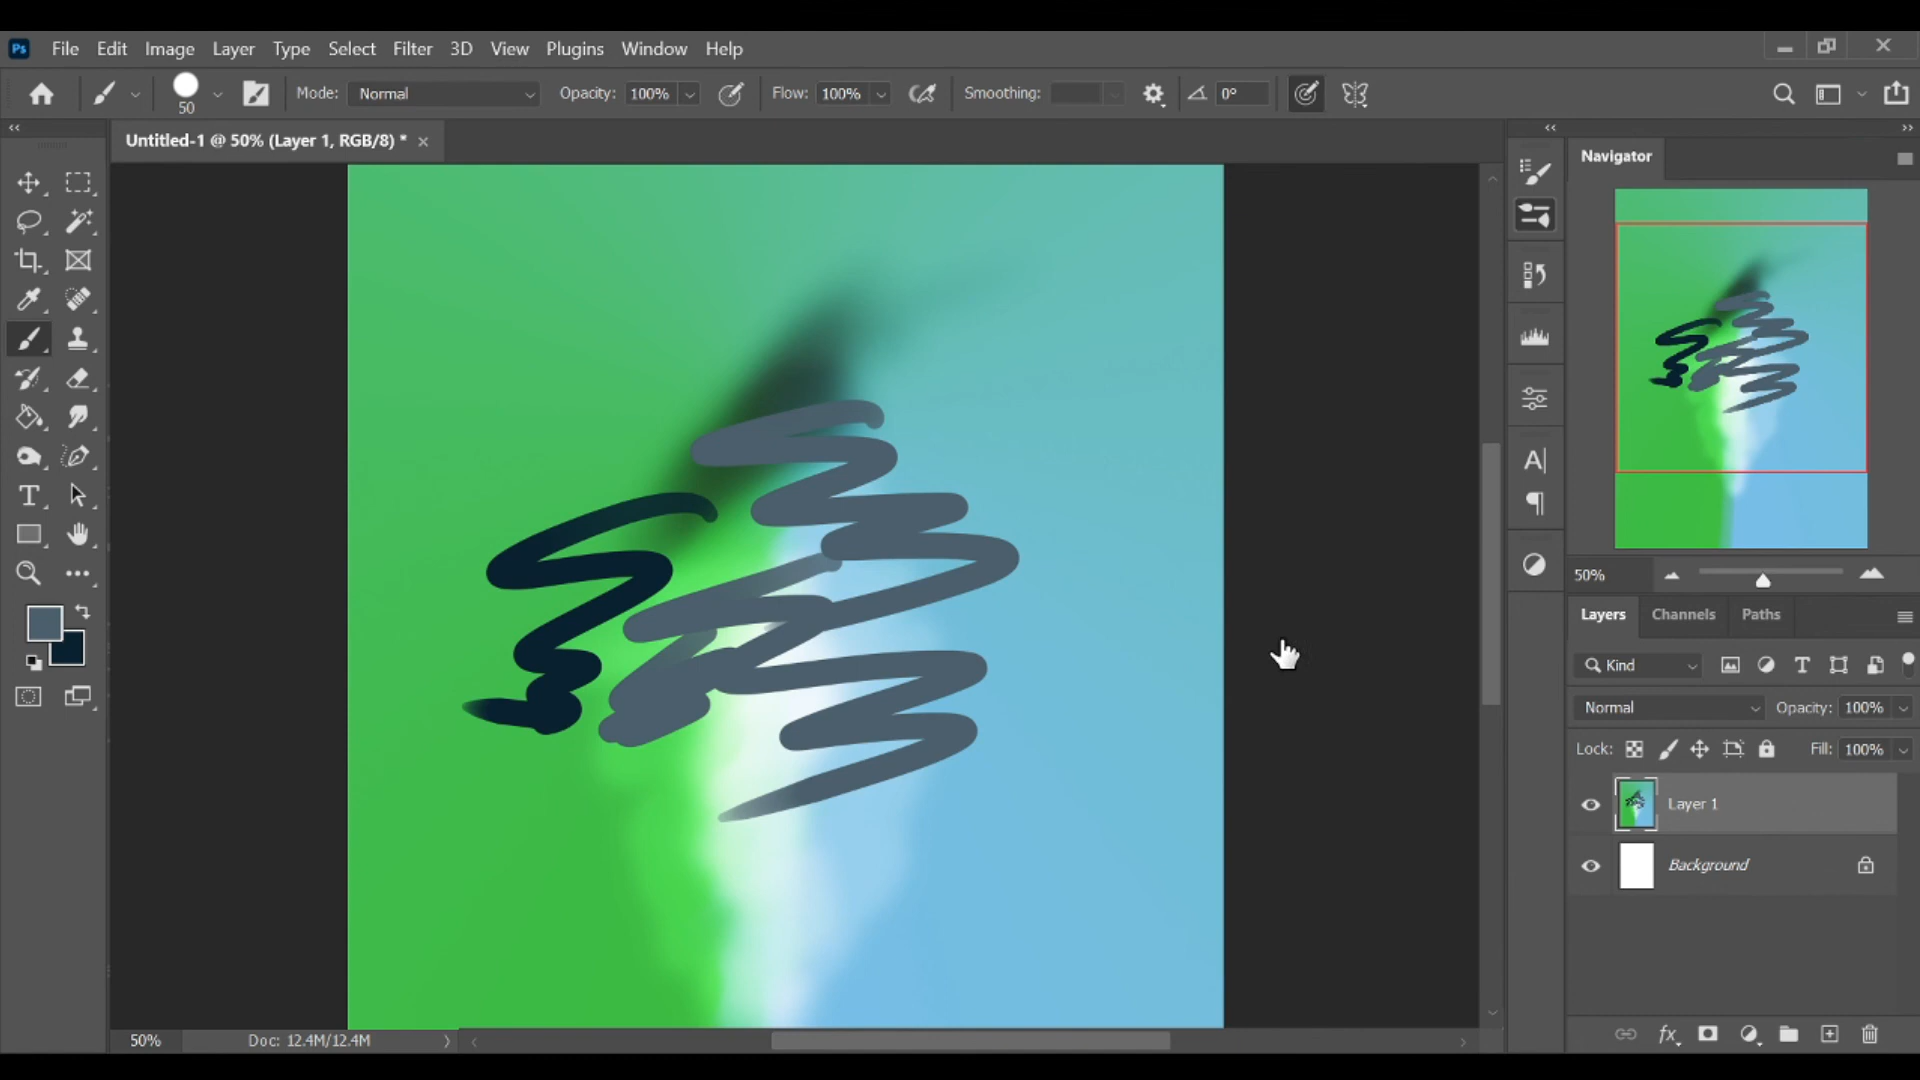 Ps File Edit Image Layer Type Select Filter 3D View Plugins Window Help
50 Mode: Normal Opacity: 100% Flow: 100% Smoothing: 0°
Untitled-1 @ 50% (Layer 1, RGB/8) *
Navigator
50%
Layers Channels Paths
Kind
Normal Opacity: 100%
Lock: Fill: 100%
Layer 1
Background
fx
50% Doc: 12.4M/12.4M